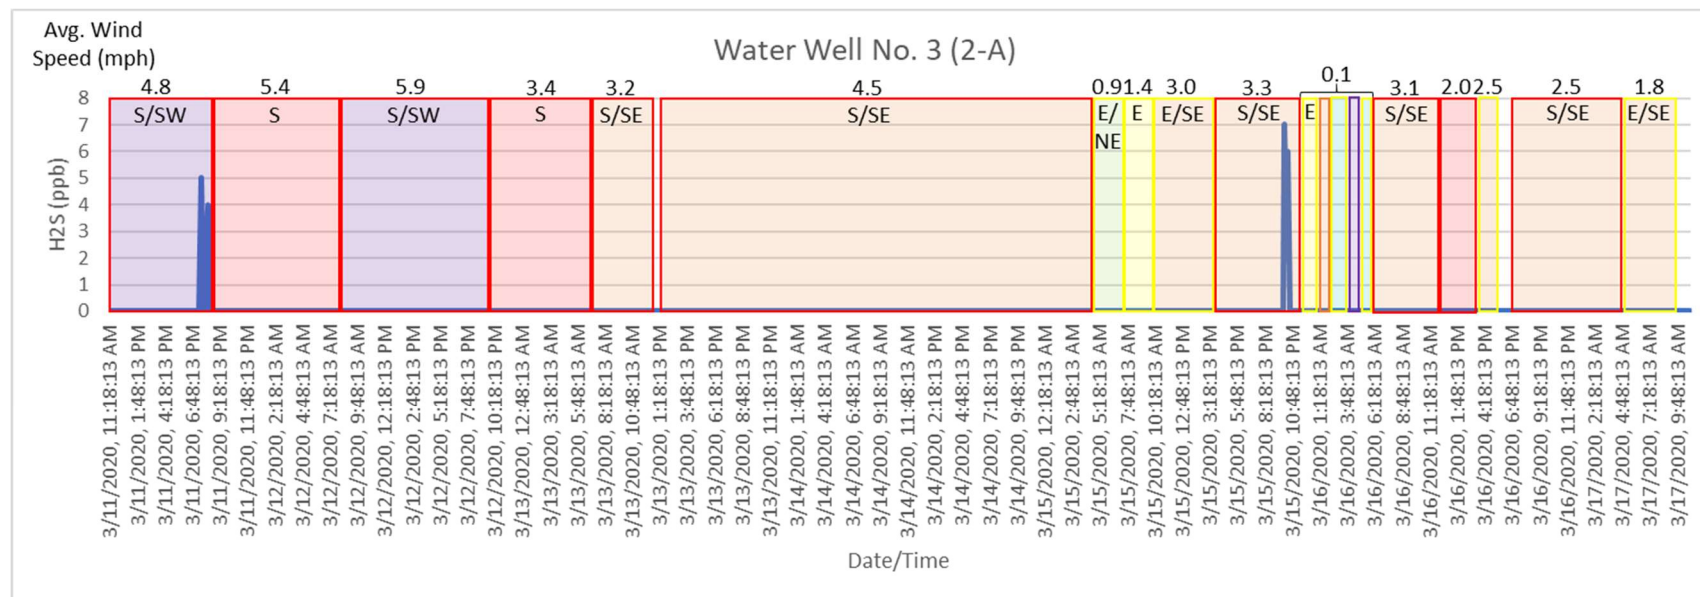 Avg. Wind
Speed (mph)
Water Well No. 3 (2-A)
4.8 5.4 5.9 3.4 3.2 4.5 0.9 1.4 3.0 3.3 0.1 3.1 2.0 2.5 2.5 1.8
S/SW S S/SW S S/SE S/SE E/ E E/SE S/SE E S/SE S/SE E/SE
NE
8
7
6
5
4
3
2
1
0
H2S (ppb)
3/11/2020, 11:18:13 AM
3/11/2020, 1:48:13 PM
3/11/2020, 4:18:13 PM
3/11/2020, 6:48:13 PM
3/11/2020, 9:18:13 PM
3/11/2020, 11:48:13 PM
3/12/2020, 2:18:13 AM
3/12/2020, 4:48:13 AM
3/12/2020, 7:18:13 AM
3/12/2020, 9:48:13 AM
3/12/2020, 12:18:13 PM
3/12/2020, 2:48:13 PM
3/12/2020, 5:18:13 PM
3/12/2020, 7:48:13 PM
3/12/2020, 10:18:13 PM
3/13/2020, 12:48:13 AM
3/13/2020, 3:18:13 AM
3/13/2020, 5:48:13 AM
3/13/2020, 8:18:13 AM
3/13/2020, 10:48:13 AM
3/13/2020, 1:18:13 PM
3/13/2020, 3:48:13 PM
3/13/2020, 6:18:13 PM
3/13/2020, 8:48:13 PM
3/13/2020, 11:18:13 PM
3/14/2020, 1:48:13 AM
3/14/2020, 4:18:13 AM
3/14/2020, 6:48:13 AM
3/14/2020, 9:18:13 AM
3/14/2020, 11:48:13 AM
3/14/2020, 2:18:13 PM
3/14/2020, 4:48:13 PM
3/14/2020, 7:18:13 PM
3/14/2020, 9:48:13 PM
3/15/2020, 12:18:13 AM
3/15/2020, 2:48:13 AM
3/15/2020, 5:18:13 AM
3/15/2020, 7:48:13 AM
3/15/2020, 10:18:13 AM
3/15/2020, 12:48:13 PM
3/15/2020, 3:18:13 PM
3/15/2020, 5:48:13 PM
3/15/2020, 8:18:13 PM
3/15/2020, 10:48:13 PM
3/16/2020, 1:18:13 AM
3/16/2020, 3:48:13 AM
3/16/2020, 6:18:13 AM
3/16/2020, 8:48:13 AM
3/16/2020, 11:18:13 AM
3/16/2020, 1:48:13 PM
3/16/2020, 4:18:13 PM
3/16/2020, 6:48:13 PM
3/16/2020, 9:18:13 PM
3/16/2020, 11:48:13 PM
3/17/2020, 2:18:13 AM
3/17/2020, 4:48:13 AM
3/17/2020, 7:18:13 AM
3/17/2020, 9:48:13 AM
Date/Time